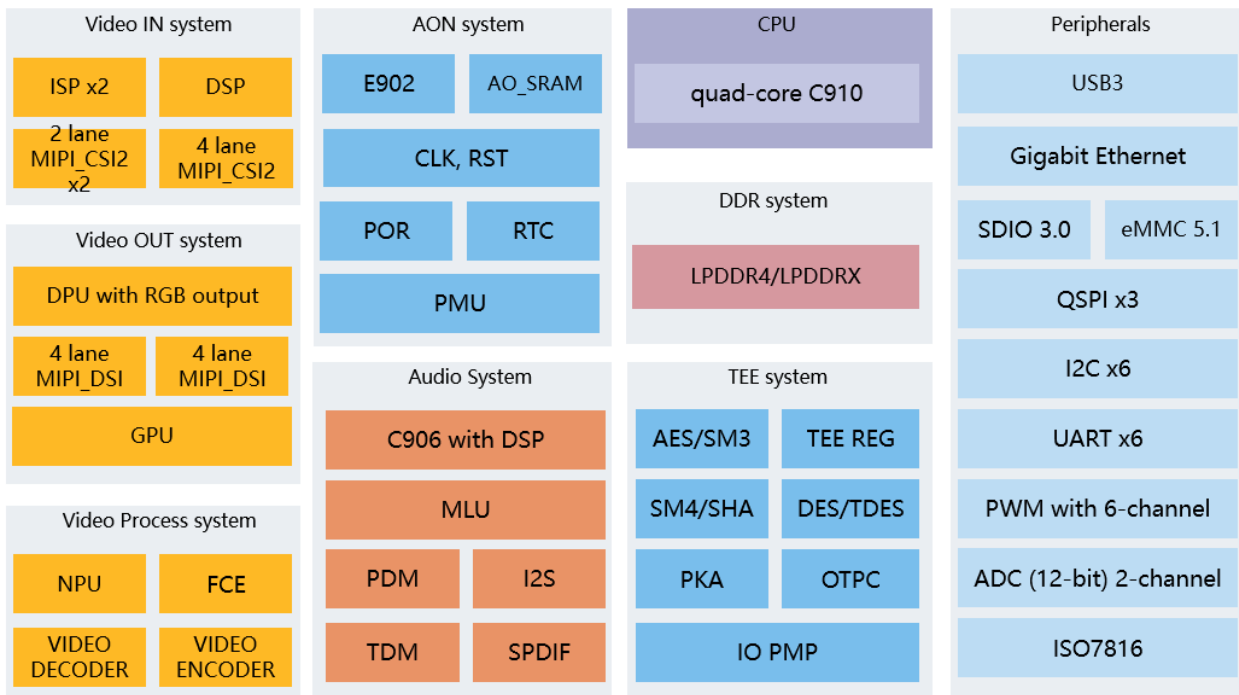 Video IN system
ISP x2
DSP
2 lane
MIPI_CSI2
x2
4 lane
MIPI_CSI2
Video OUT system
DPU with RGB output
4 lane
MIPI_DSI
4 lane
MIPI_DSI
GPU
Video Process system
NPU
FCE
VIDEO
DECODER
VIDEO
ENCODER
AON system
E902
AO_SRAM
CLK, RST
POR
RTC
PMU
Audio System
C906 with DSP
MLU
PDM
I2S
TDM
SPDIF
CPU
quad-core C910
DDR system
LPDDR4/LPDDRX
TEE system
AES/SM3
TEE REG
SM4/SHA
DES/TDES
PKA
OTPC
IO PMP
Peripherals
USB3
Gigabit Ethernet
SDIO 3.0
eMMC 5.1
QSPI x3
I2C x6
UART x6
PWM with 6-channel
ADC (12-bit) 2-channel
ISO7816